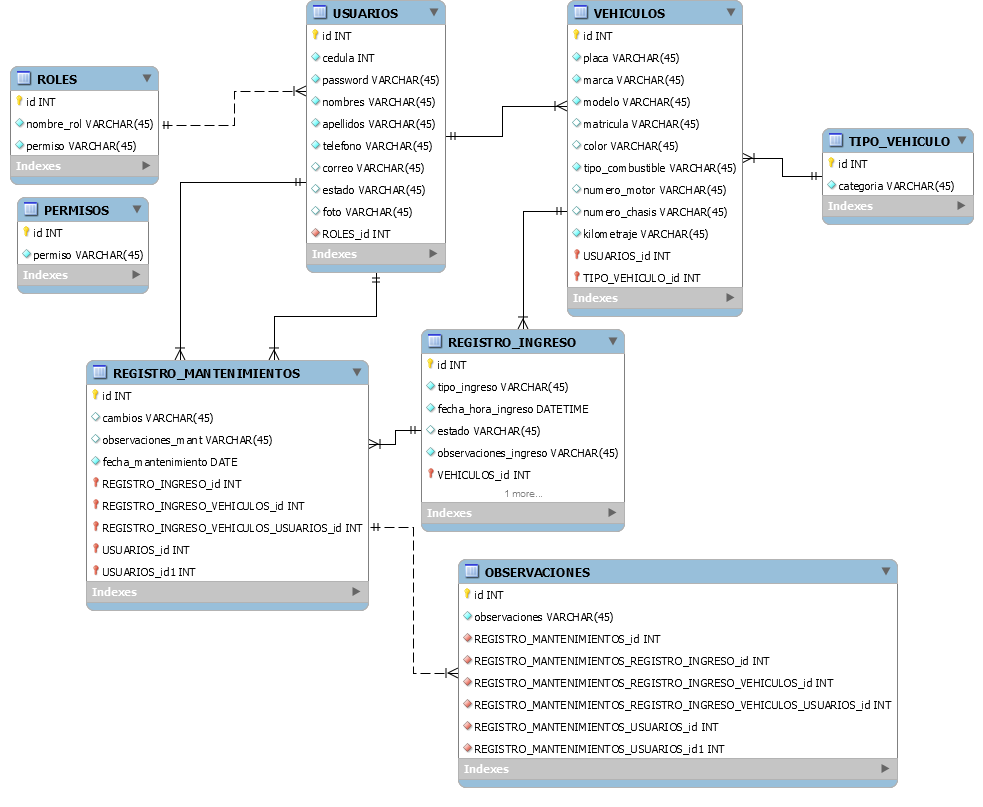 USUARIOS
id INT
cedula INT
password VARCHAR(45)
nombres VARCHAR(45)
apellidos VARCHAR(45)
telefono VARCHAR(45)
correo VARCHAR(45)
estado VARCHAR(45)
foto VARCHAR(45)
ROLES_id INT
Indexes
VEHICULOS
id INT
placa VARCHAR(45)
marca VARCHAR(45)
modelo VARCHAR(45)
matricula VARCHAR(45)
color VARCHAR(45)
tipo_combustible VARCHAR(45)
numero_motor VARCHAR(45)
numero_chasis VARCHAR(45)
kilometraje VARCHAR(45)
USUARIOS_id INT
TIPO_VEHICULO_id INT
Indexes
ROLES
id INT
nombre_rol VARCHAR(45)
permiso VARCHAR(45)
Indexes
TIPO_VEHICULO
id INT
categoria VARCHAR(45)
Indexes
PERMISOS
id INT
permiso VARCHAR(45)
Indexes
REGISTRO_INGRESO
id INT
tipo_ingreso VARCHAR(45)
fecha_hora_ingreso DATETIME
estado VARCHAR(45)
observaciones_ingreso VARCHAR(45)
VEHICULOS_id INT
1 more...
Indexes
REGISTRO_MANTENIMIENTOS
id INT
cambios VARCHAR(45)
observaciones_mant VARCHAR(45)
fecha_mantenimiento DATE
REGISTRO_INGRESO_id INT
REGISTRO_INGRESO_VEHICULOS_id INT
REGISTRO_INGRESO_VEHICULOS_USUARIOS_id INT
USUARIOS_id INT
USUARIOS_id1 INT
Indexes
OBSERVACIONES
id INT
observaciones VARCHAR(45)
REGISTRO_MANTENIMIENTOS_id INT
REGISTRO_MANTENIMIENTOS_REGISTRO_INGRESO_id INT
REGISTRO_MANTENIMIENTOS_REGISTRO_INGRESO_VEHICULOS_id INT
REGISTRO_MANTENIMIENTOS_REGISTRO_INGRESO_VEHICULOS_USUARIOS_id INT
REGISTRO_MANTENIMIENTOS_USUARIOS_id INT
REGISTRO_MANTENIMIENTOS_USUARIOS_id1 INT
Indexes